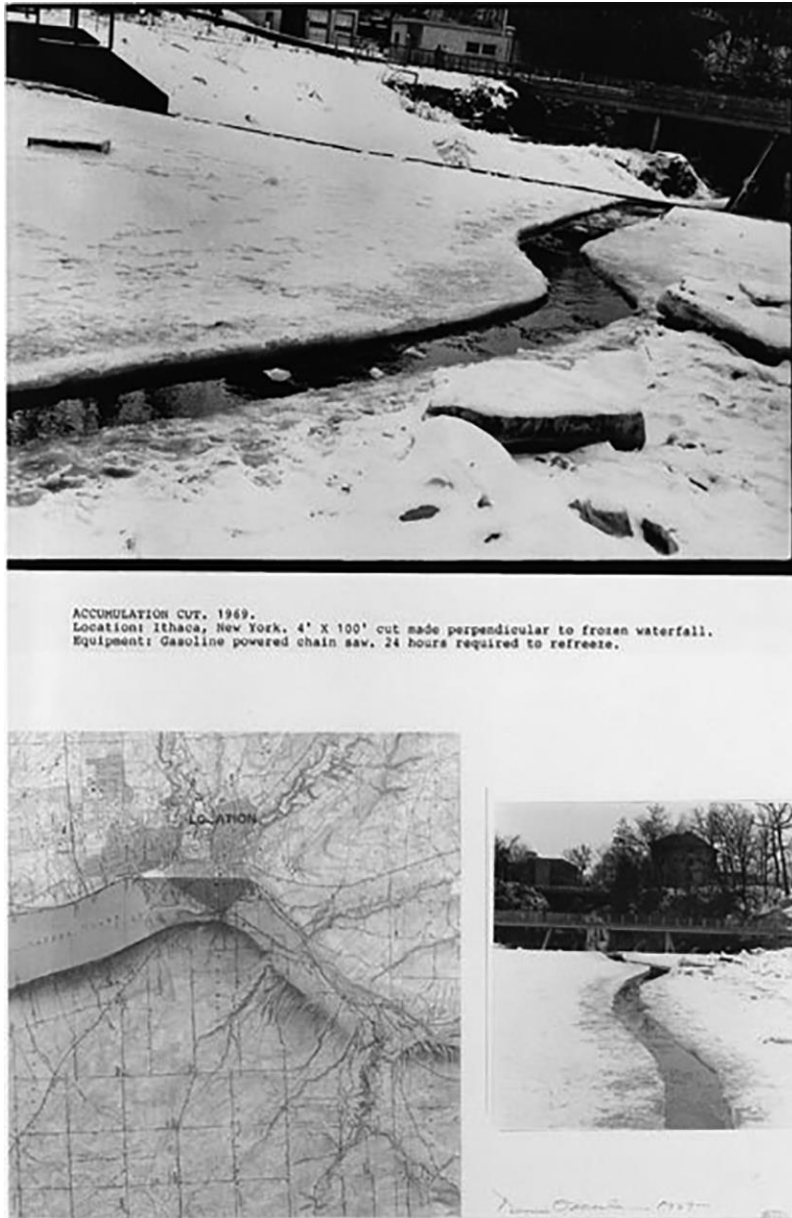 ACCUMULATION CUT. 1969.
Location: Ithaca, New York. 4' X 100' cut made perpendicular to frozen waterfall.
Equipment: Gasoline powered chain saw. 24 hours required to refreeze.
LOCATION
1969